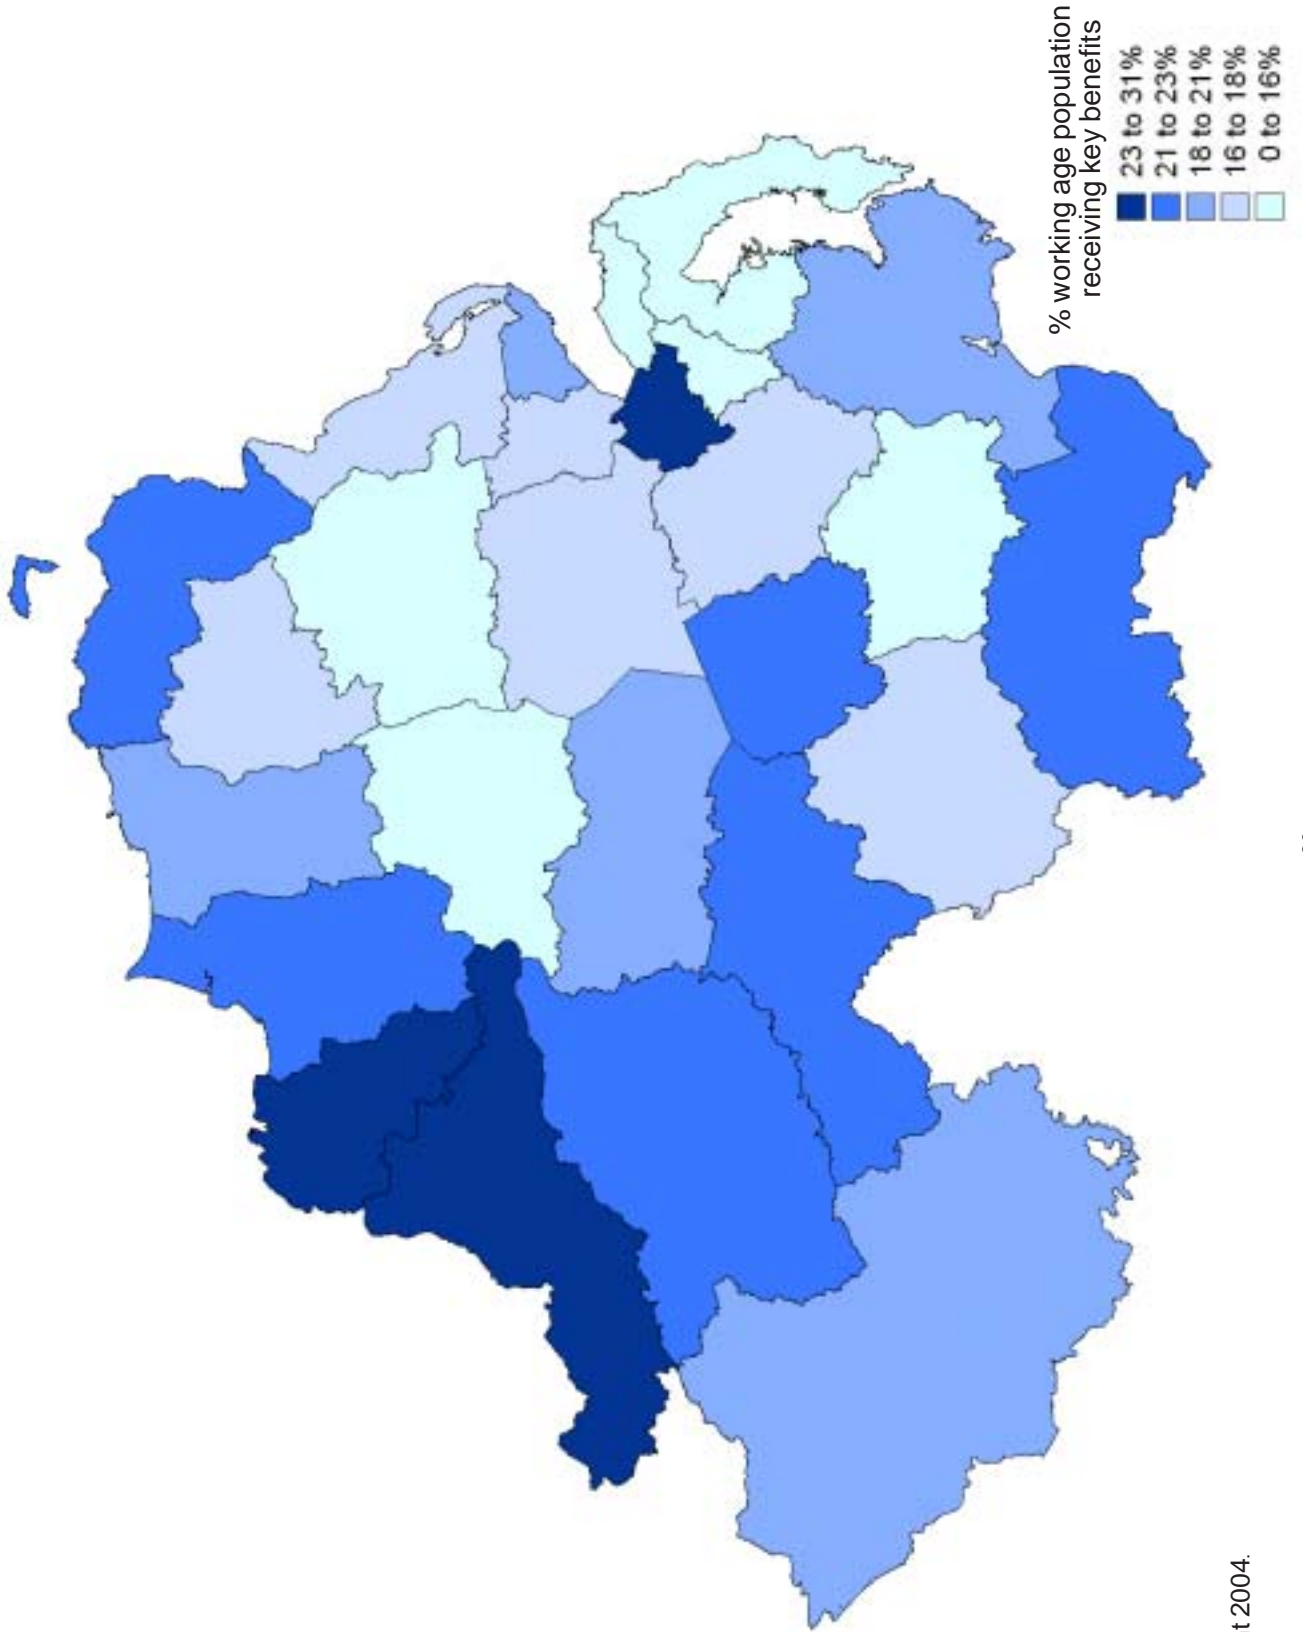 % working age population
receiving key benefits
23 to 31%
21 to 23%
18 to 21%
16 to 18%
0 to 16%
t 2004.